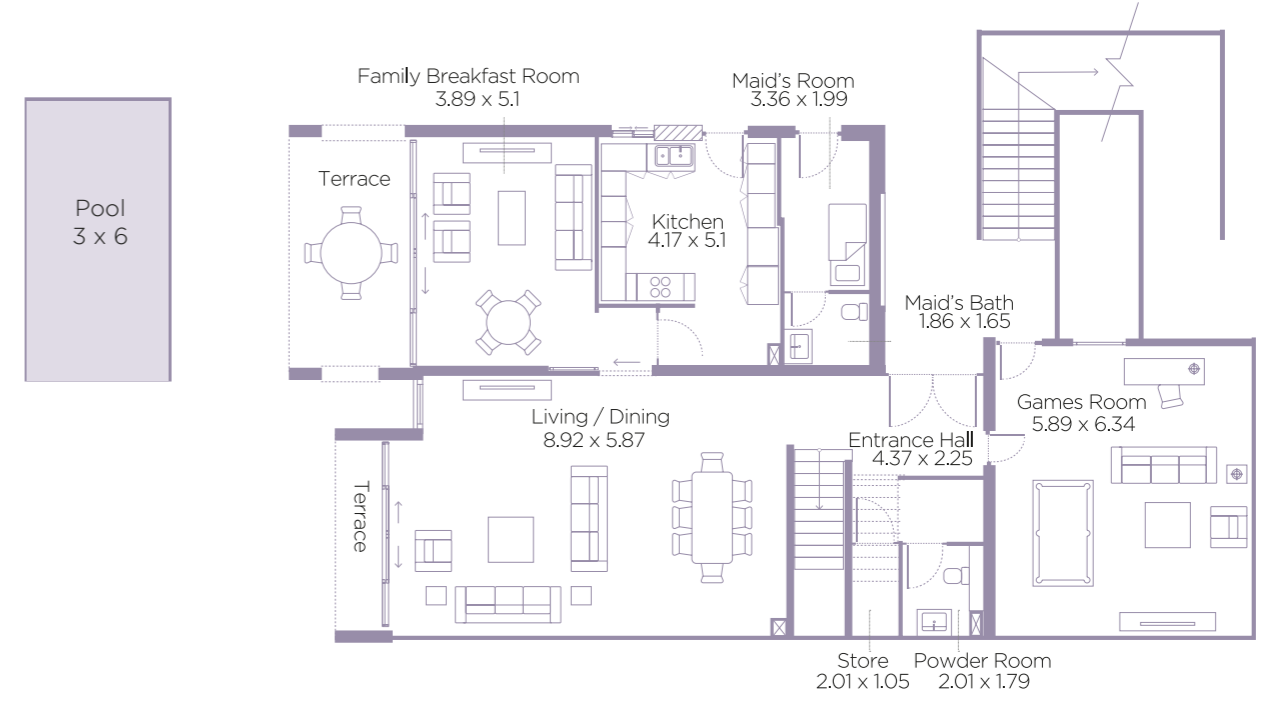 Family Breakfast Room
3.89 x 5.1
Maid's Room
3.36 x 1.99
Terrace
Pool
3 x 6
Kitchen
4.17 x 5.1
Maid's Bath
1.86 x 1.65
Living / Dining
8.92 x 5.87
Entrance Hall
4.37 x 2.25
Games Room
5.89 x 6.34
Terrace
Store
2.01 x 1.05
Powder Room
2.01 x 1.79